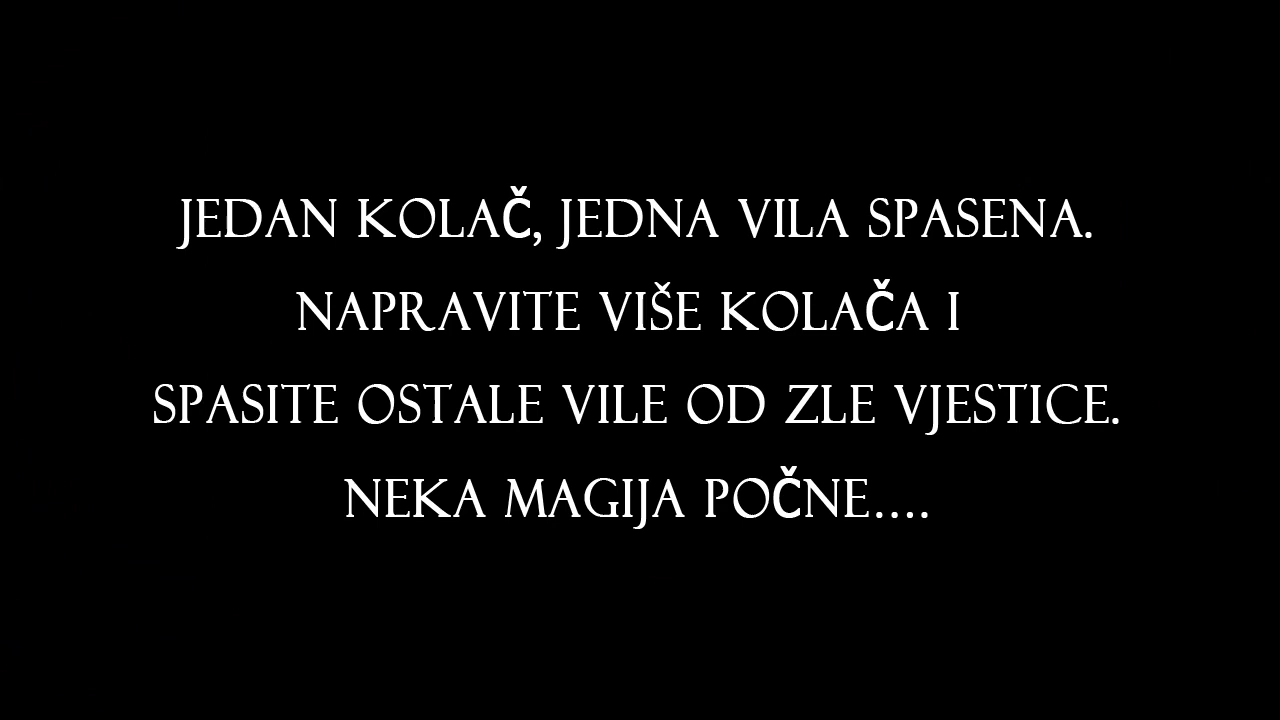 JEDAN KOLAČ, JEDNA VILA SPASENA.
NAPRAVITE VIŠE KOLAČA I
SPASITE OSTALE VILE OD ZLE VJESTICE.
NEKA MAGIJA POČNE....